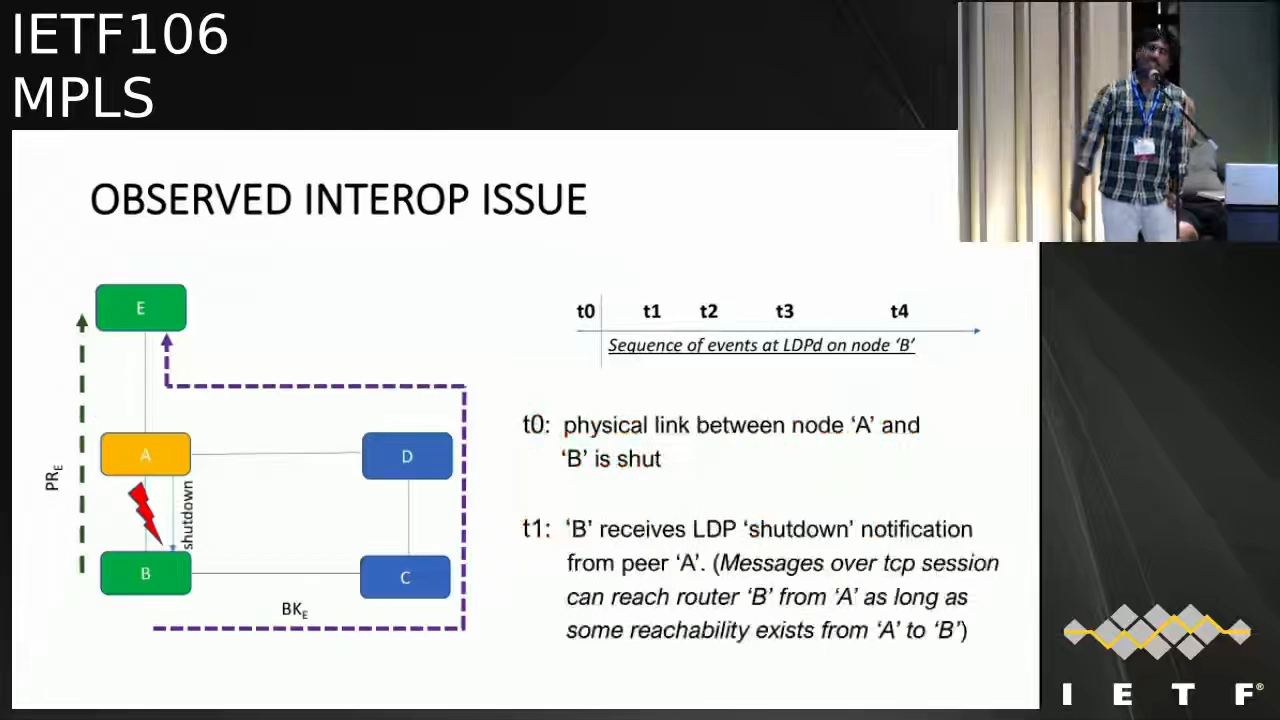 IETF106
MPLS
OBSERVED INTEROP ISSUE
E
A
D
B
C
PR_E
shutdown
BK_E
t0 t1 t2 t3 t4
Sequence of events at LDPd on node ‘B’
t0: physical link between node ‘A’ and
‘B’ is shut
t1: ‘B’ receives LDP ‘shutdown’ notification
from peer ‘A’. (Messages over tcp session
can reach router ‘B’ from ‘A’ as long as
some reachability exists from ‘A’ to ‘B’)
I E T F®